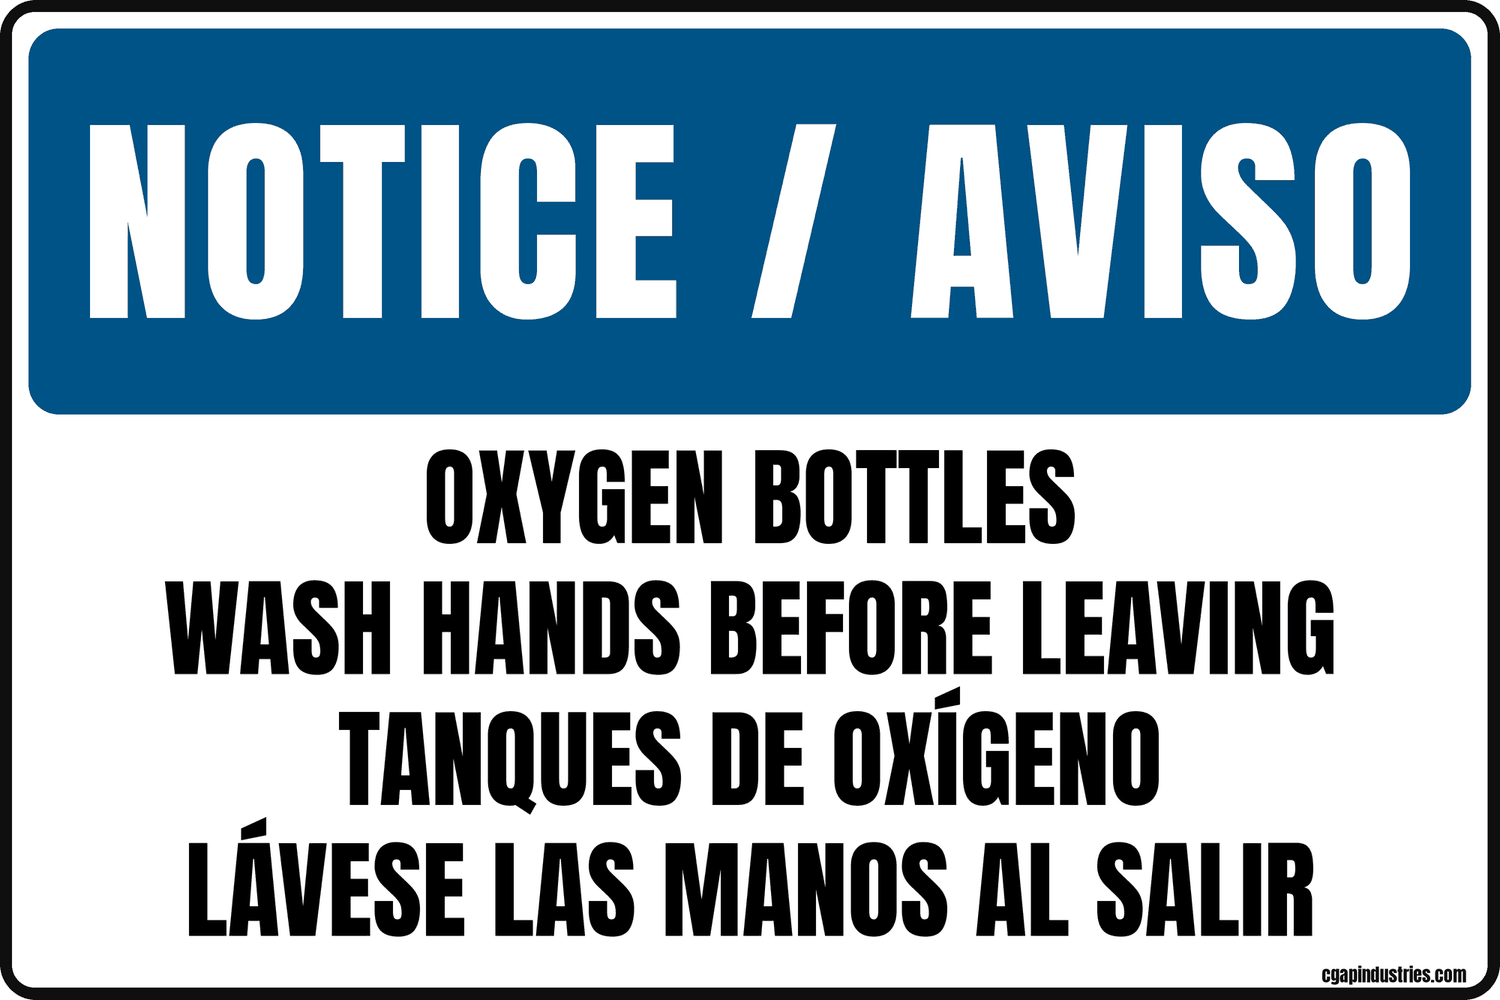 NOTICE / AVISO
OXYGEN BOTTLES
WASH HANDS BEFORE LEAVING
TANQUES DE OXÍGENO
LÁVESE LAS MANOS AL SALIR
cgapindustries.com